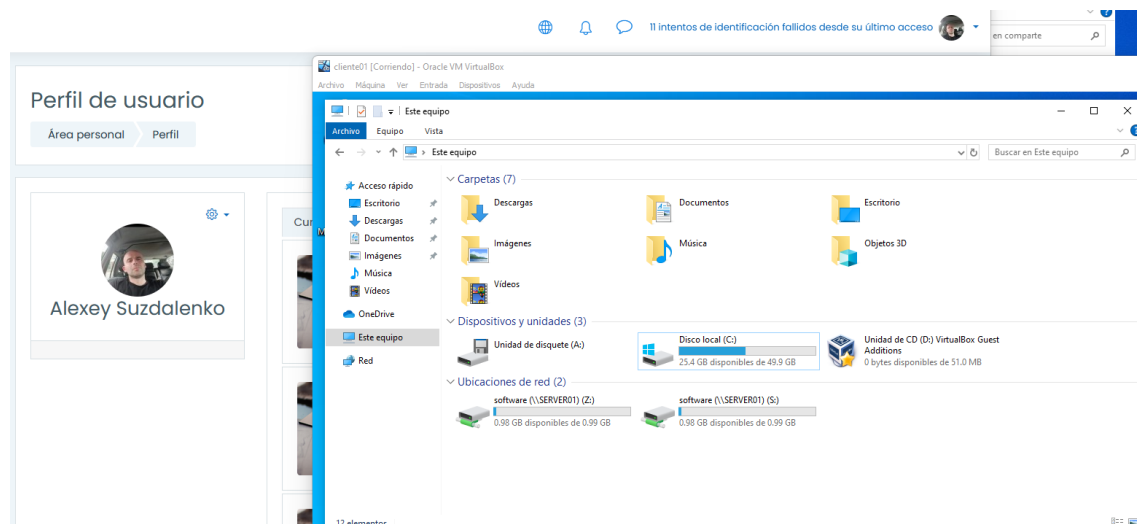 11 intentos de identificación fallidos desde su último acceso
en comparte
Perfil de usuario
Área personal
Perfil
Alexey Suzdalenko
Cur
cliente01 [Corriendo] - Oracle VM VirtualBox
Archivo Máquina Ver Entrada Dispositivos Ayuda
Este equipo
Archivo Equipo Vista
Este equipo
Buscar en Este equipo
Acceso rápido
Escritorio
Descargas
Documentos
Imágenes
Música
Vídeos
OneDrive
Este equipo
Red
Carpetas (7)
Descargas
Documentos
Escritorio
Imágenes
Música
Objetos 3D
Vídeos
Dispositivos y unidades (3)
Unidad de disquete (A:)
Disco local (C:)
25.4 GB disponibles de 49.9 GB
Unidad de CD (D:) VirtualBox Guest
Additions
0 bytes disponibles de 51.0 MB
Ubicaciones de red (2)
software (\\SERVER01) (Z:)
0.98 GB disponibles de 0.99 GB
software (\\SERVER01) (S:)
0.98 GB disponibles de 0.99 GB
12 elementos